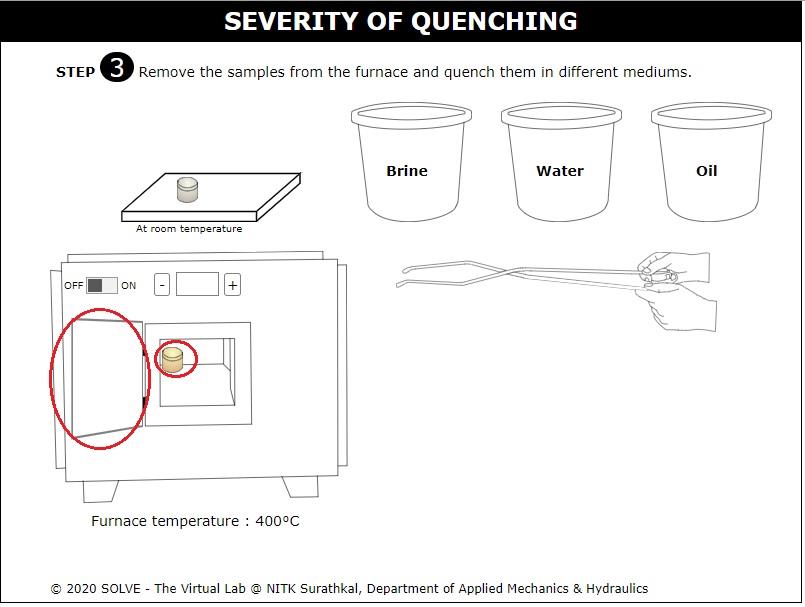 SEVERITY OF QUENCHING
STEP 3 Remove the samples from the furnace and quench them in different mediums.
Brine
Water
Oil
At room temperature
OFF ON - +
Furnace temperature : 400°C
© 2020 SOLVE - The Virtual Lab @ NITK Surathkal, Department of Applied Mechanics & Hydraulics